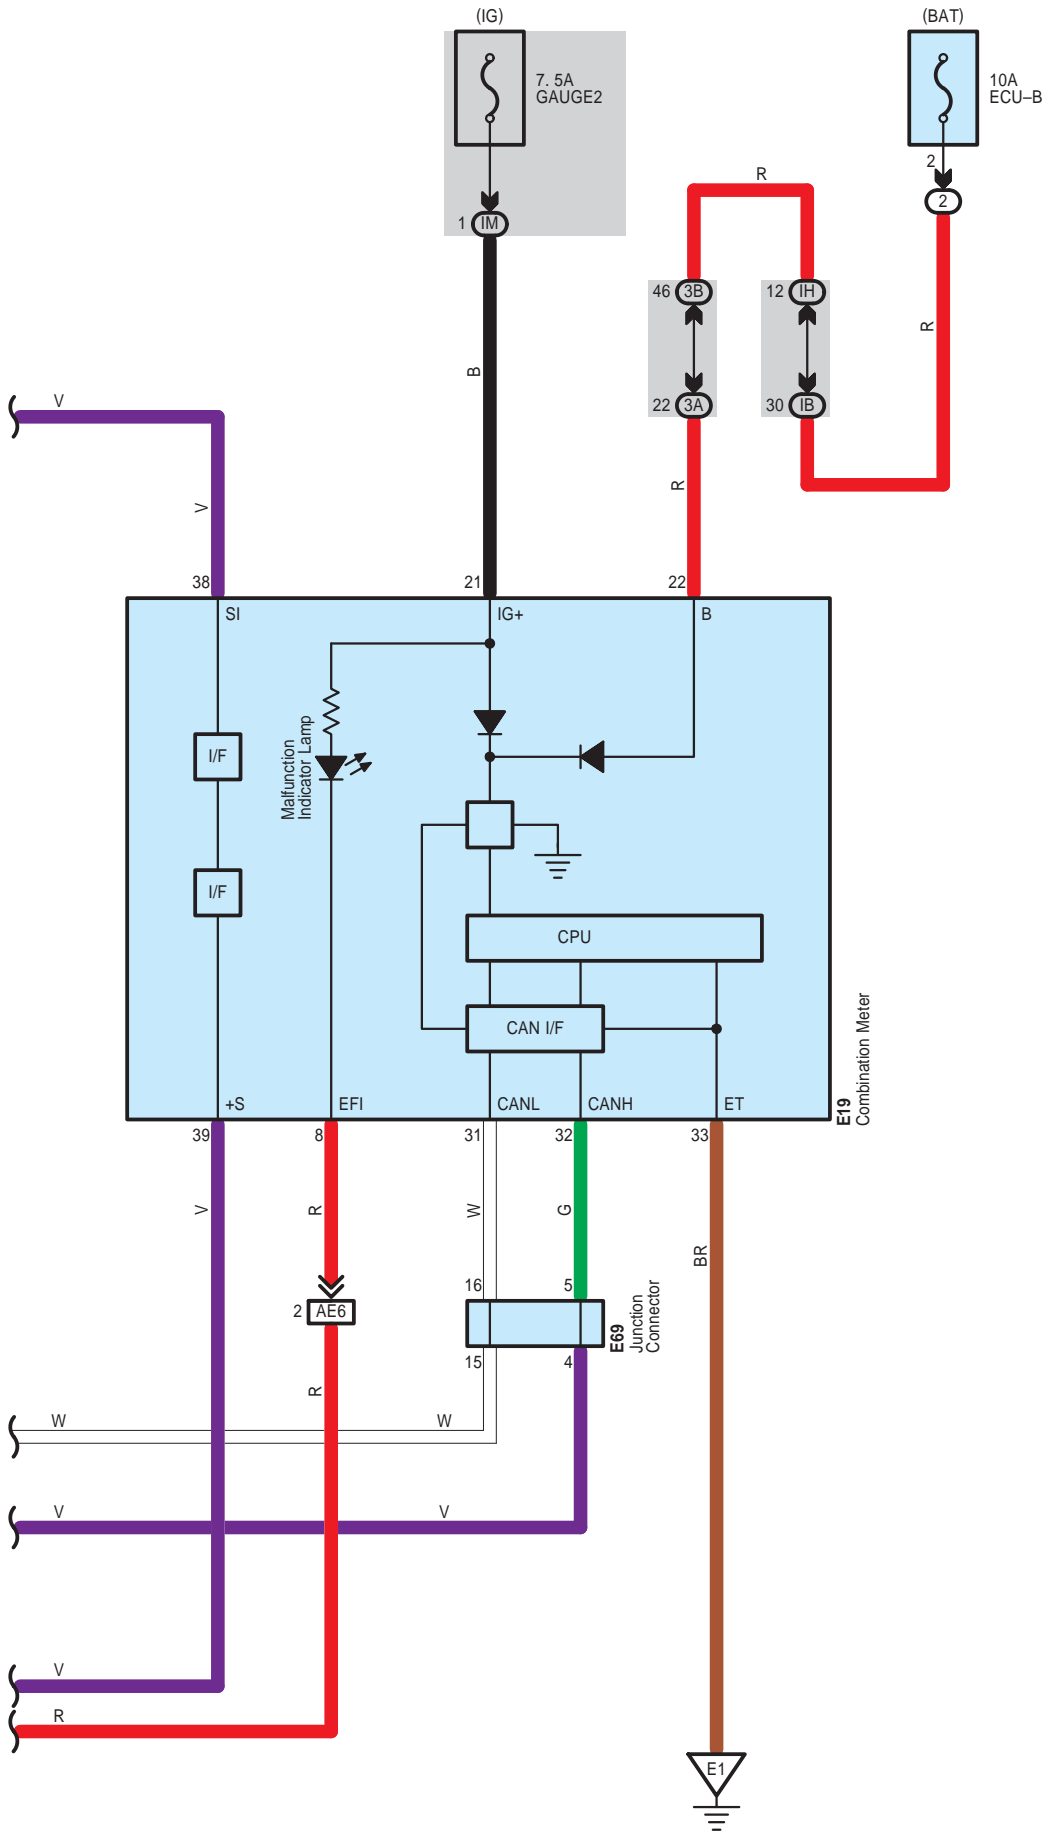 (IG)
(BAT)
7. 5A
GAUGE2
10A
ECU–B
2
2
1 IM
R
46 3B
12 IH
R
B
22 3A
30 IB
V
V
R
38
21
22
SI
IG+
B
Malfunction
Indicator Lamp
I/F
I/F
CPU
CAN I/F
E19
Combination Meter
+S
EFI
CANL
CANH
ET
39
8
31
32
33
V
R
W
G
BR
16
5
2 AE6
E69
Junction
Connector
15
4
R
W
W
V
V
V
R
E1